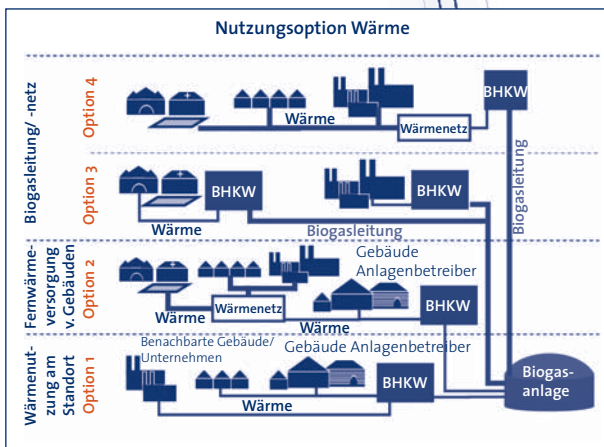 Nutzungsoption Wärme
Biogasleitung/ -netz
Option 4
BHKW
Wärme
Wärmenetz
Biogasleitung
Option 3
BHKW
BHKW
Wärme
Biogasleitung
Fernwärme-
versorgung
v.Gebäuden
Option 2
Gebäude
Anlagenbetreiber
Wärme
Wärmenetz
Wärme
BHKW
Wärmenut-
zung am
Standort
Option 1
Benachbarte Gebäude/
Unternehmen
Gebäude Anlagenbetreiber
BHKW
Wärme
Biogas-
anlage